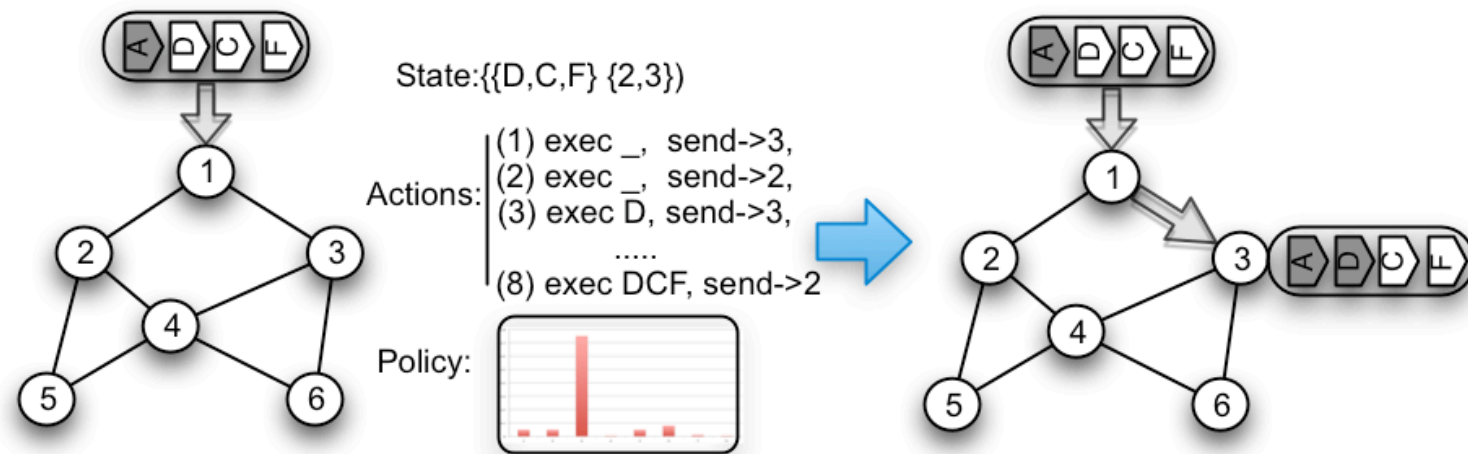 A D C F
State:{{D,C,F} {2,3})
Actions:
(1) exec _, send->3,
(2) exec _, send->2,
(3) exec D, send->3,
.....
(8) exec DCF, send->2
Policy:
1
2
3
4
5
6
A D C F
1
2
3
A D C F
4
5
6